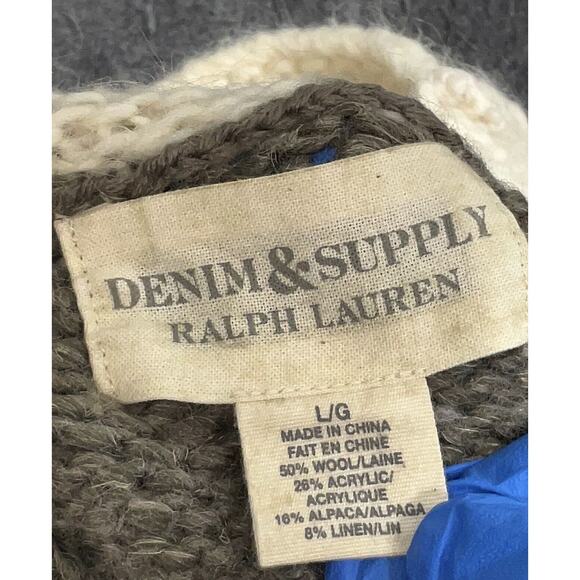 DENIM & SUPPLY
RALPH LAUREN
L/G
MADE IN CHINA
FAIT EN CHINE
50% WOOL/LAINE
26% ACRYLIC/
ACRYLIQUE
16% ALPACA/ALPAGA
8% LINEN/LIN